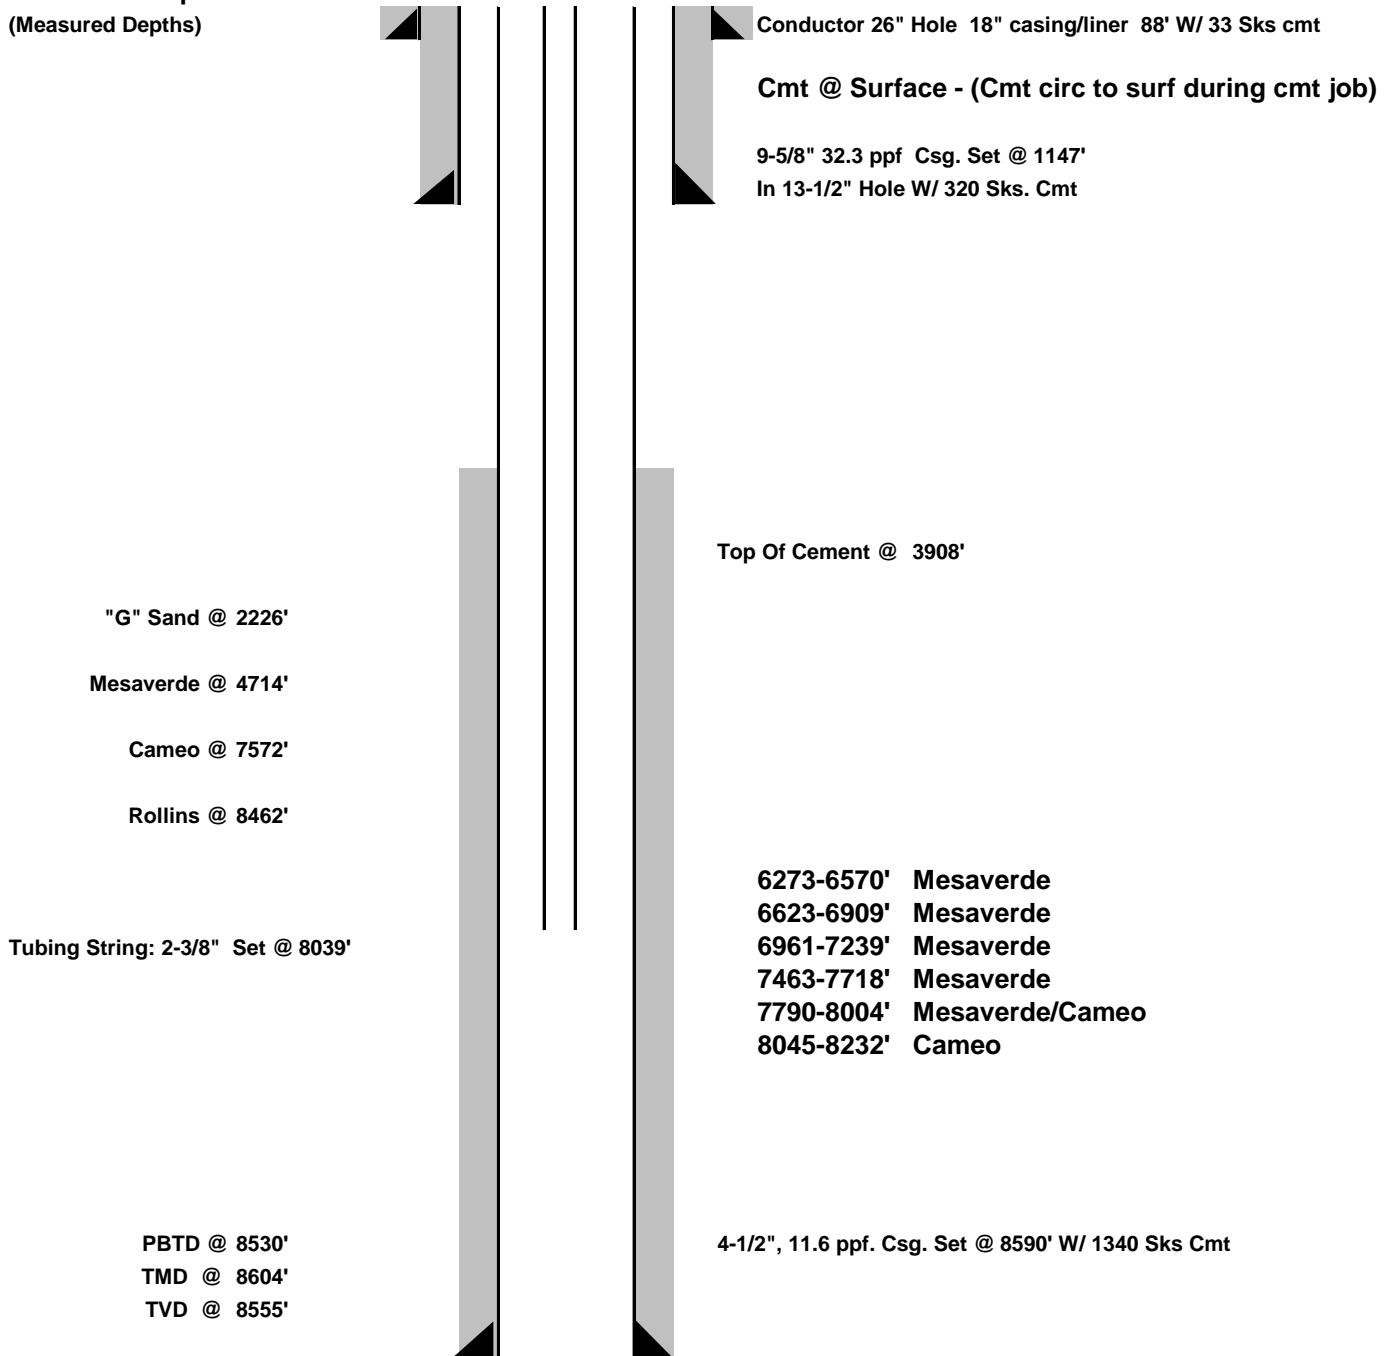 (Measured Depths)
Conductor 26" Hole 18" casing/liner 88' W/ 33 Sks cmt
Cmt @ Surface - (Cmt circ to surf during cmt job)
9-5/8" 32.3 ppf Csg. Set @ 1147'
In 13-1/2" Hole W/ 320 Sks. Cmt
Top Of Cement @ 3908'
"G" Sand @ 2226'
Mesaverde @ 4714'
Cameo @ 7572'
Rollins @ 8462'
6273-6570' Mesaverde
6623-6909' Mesaverde
6961-7239' Mesaverde
7463-7718' Mesaverde
7790-8004' Mesaverde/Cameo
8045-8232' Cameo
Tubing String: 2-3/8" Set @ 8039'
PBTD @ 8530'
TMD @ 8604'
TVD @ 8555'
4-1/2", 11.6 ppf. Csg. Set @ 8590' W/ 1340 Sks Cmt